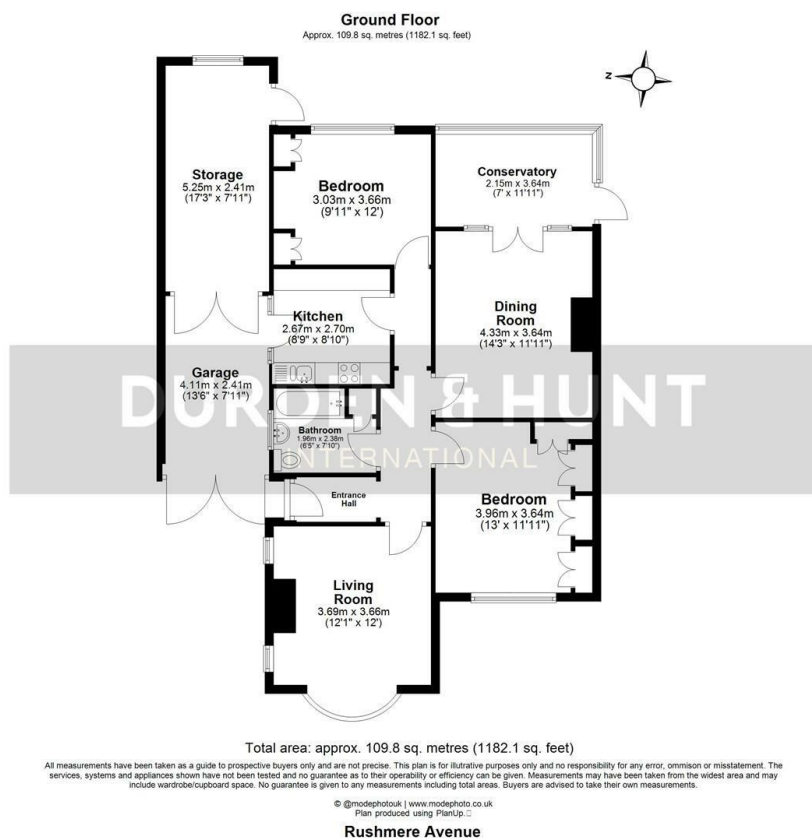 Ground Floor
Approx. 109.8 sq. metres (1182.1 sq. feet)
Z
Storage
5.25m x 2.41m
(17'3" x 7'11")
Bedroom
3.03m x 3.66m
(9'11" x 12')
Conservatory
2.15m x 3.64m
(7' x 11'11")
Kitchen
2.67m x 2.70m
(8'9" x 8'10")
Dining
Room
4.33m x 3.64m
(14'3" x 11'11")
Garage
4.11m x 2.41m
(13'6" x 7'11")
DURDEN & HUNT
INTERNATIONAL
Bathroom
1.96m x 2.38m
(6'5" x 7'10")
Entrance
Hall
Bedroom
3.96m x 3.64m
(13' x 11'11")
Living
Room
3.69m x 3.66m
(12'1" x 12')
Total area: approx. 109.8 sq. metres (1182.1 sq. feet)
All measurements have been taken as a guide to prospective buyers only and are not precise. This plan is for illutrative purposes only and no responsibility for any error, ommison or misstatement. The
services, systems and appliances shown have not been tested and no guarantee as to their operability or efficiency can be given. Measurements may have been taken from the widest area and may
include wardrobe/cupboard space. No guarantee is given to any measurements including total areas. Buyers are advised to take their own measurements.
© @modephotouk | www.modephoto.co.uk
Plan produced using PlanUp.
Rushmere Avenue